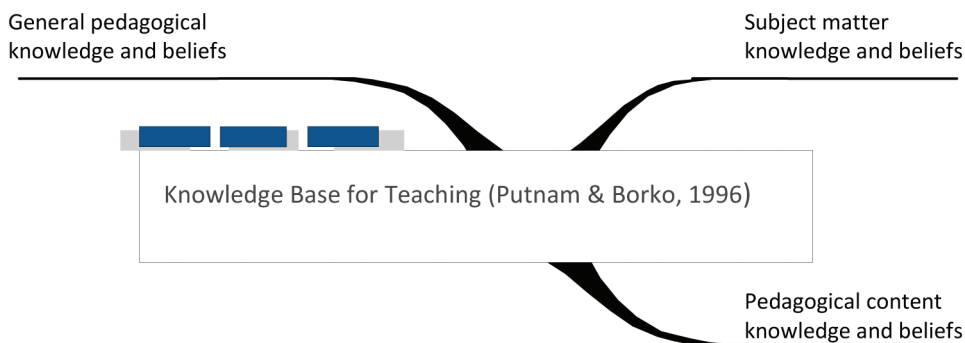 General pedagogical
knowledge and beliefs
Subject matter
knowledge and beliefs
Knowledge Base for Teaching (Putnam & Borko, 1996)
Pedagogical content
knowledge and beliefs